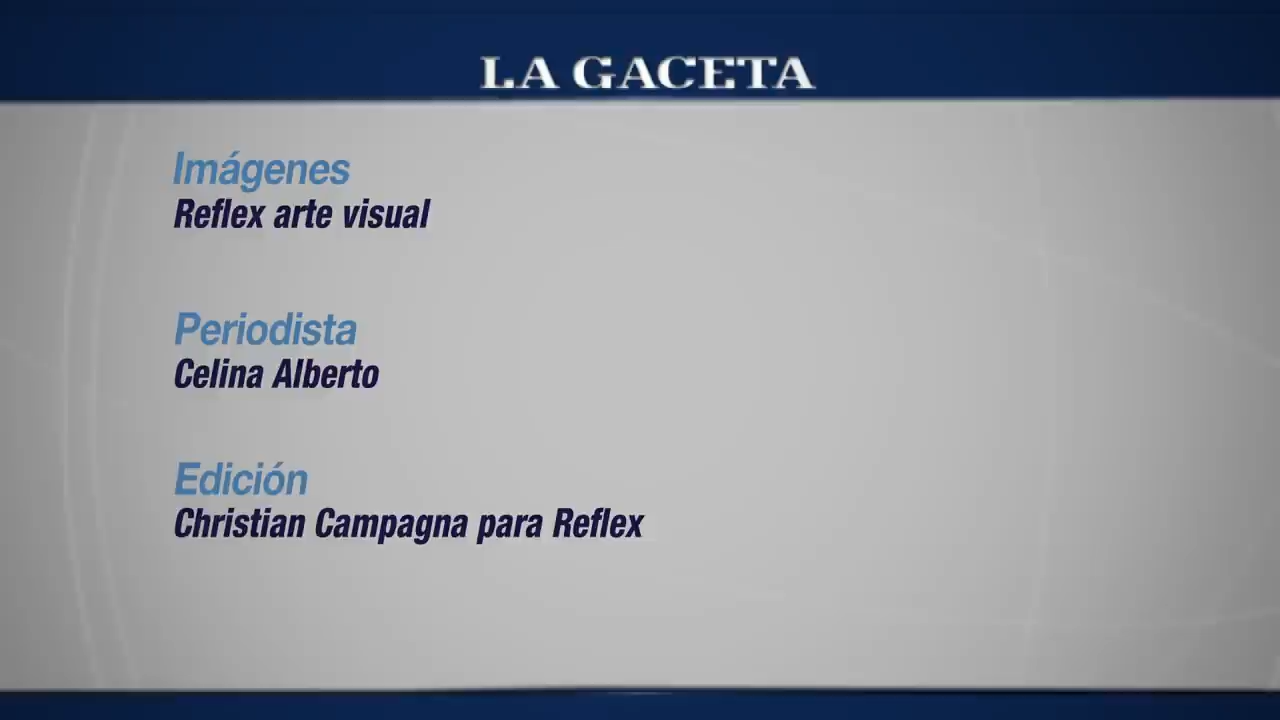 LA GACETA
Imágenes
Reflex arte visual
Periodista
Celina Alberto
Edición
Christian Campagna para Reflex